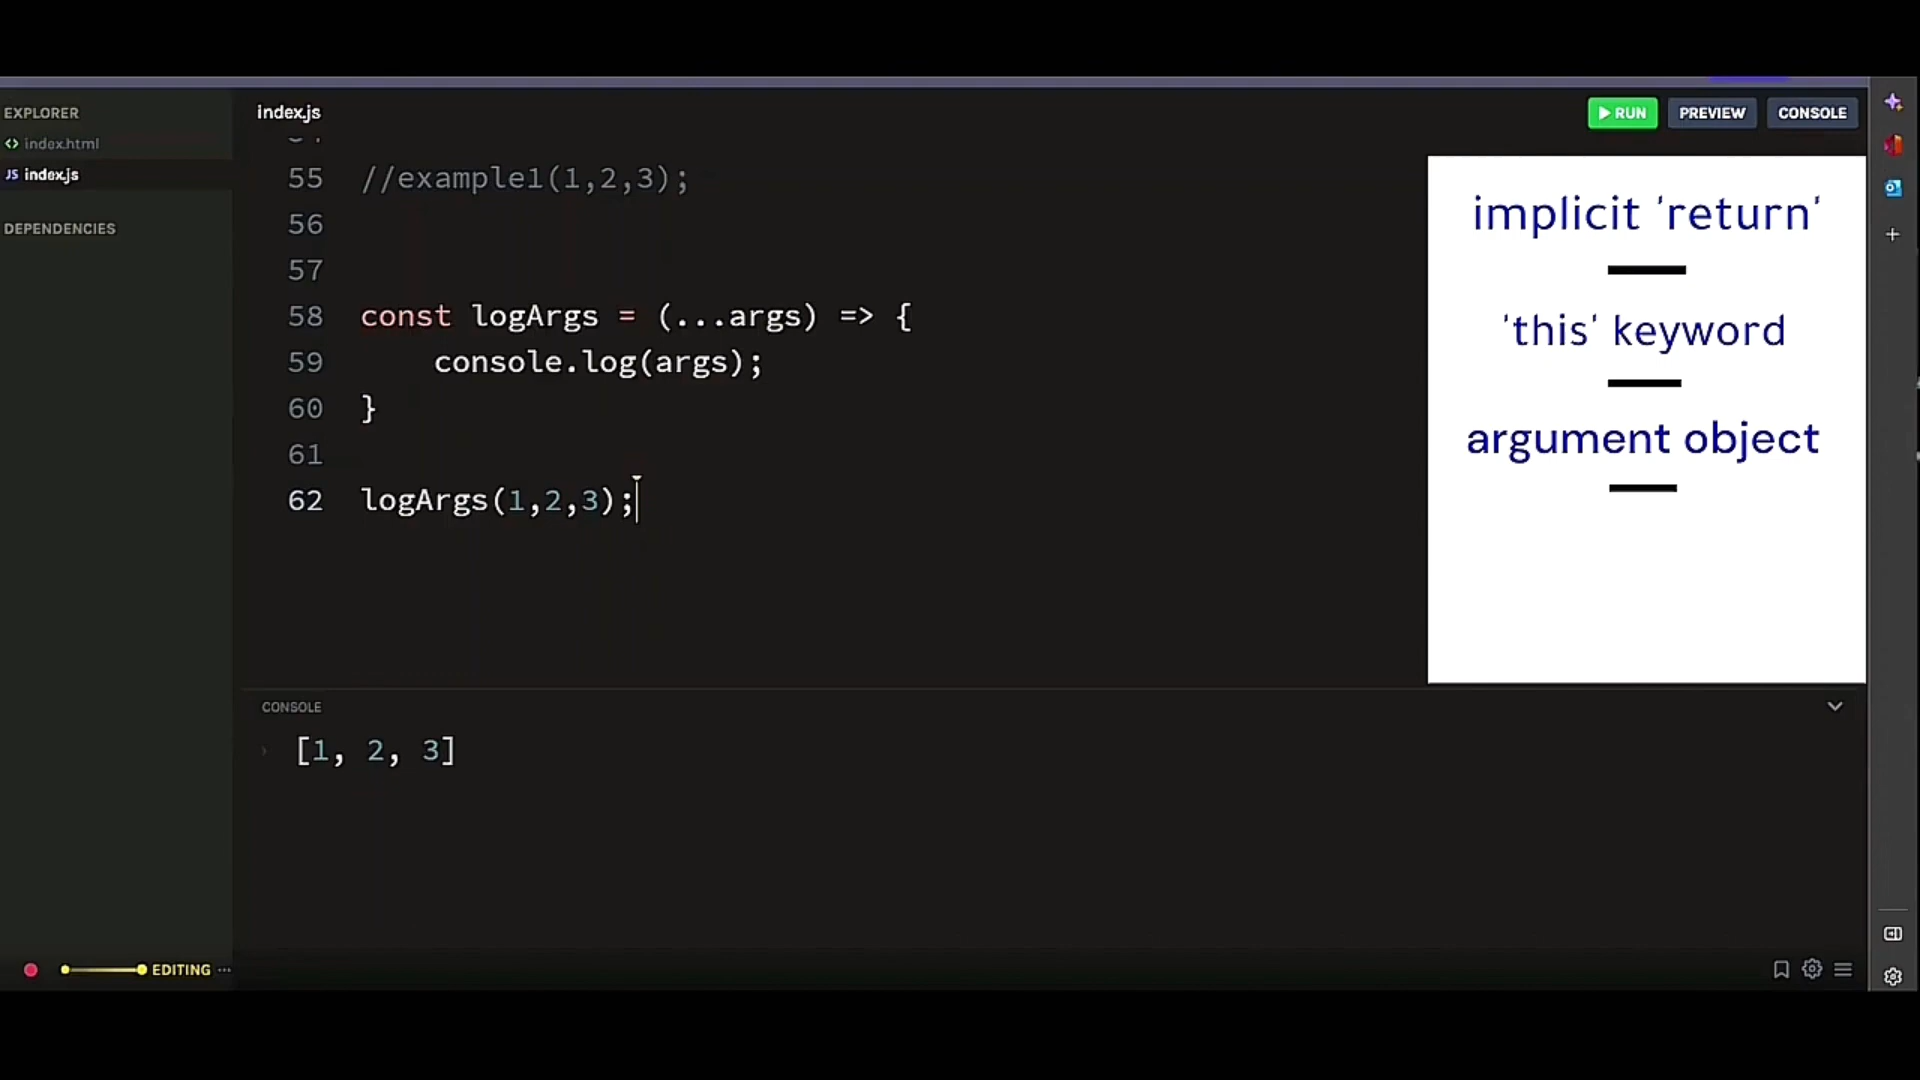 EXPLORER
index.html
JS index.js
DEPENDENCIES
index.js
RUN
PREVIEW
CONSOLE
55 //example1(1,2,3);
56
57
58 const logArgs = (...args) => {
59 console.log(args);
60 }
61
62 logArgs(1,2,3);
implicit 'return'
'this' keyword
argument object
CONSOLE
[1, 2, 3]
EDITING ...